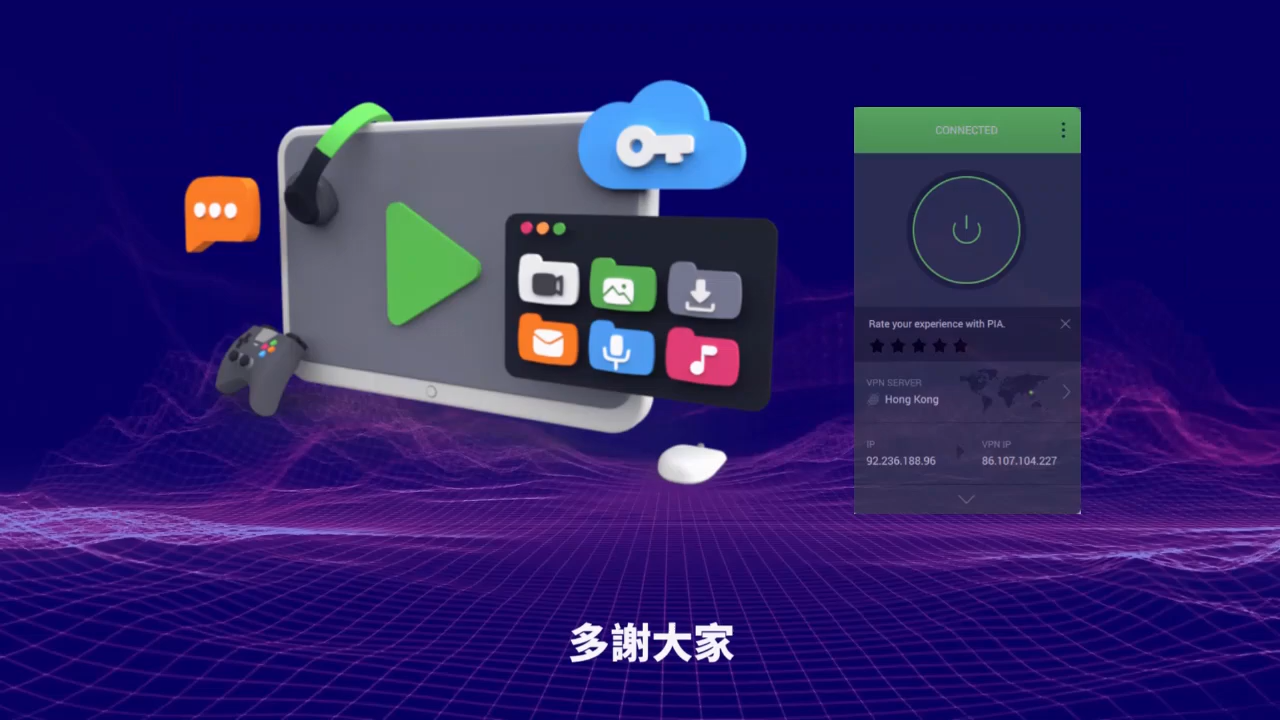 CONNECTED
Rate your experience with PIA.
VPN SERVER
Hong Kong
IP
VPN IP
92.236.188.96
86.107.104.227
多謝大家